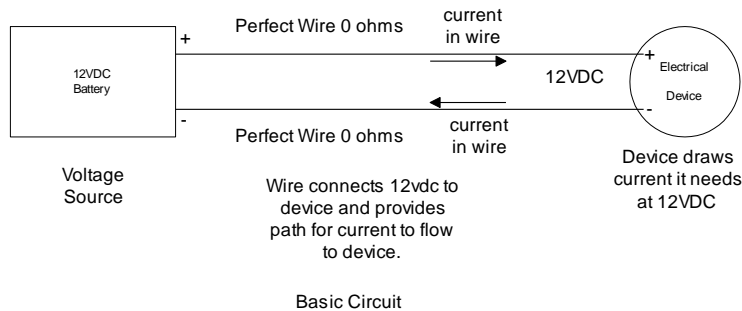 Perfect Wire 0 ohms
current
in wire
+
+
12VDC
Battery
12VDC
Electrical
Device
-
-
Perfect Wire 0 ohms
current
in wire
Voltage
Source
Wire connects 12vdc to
device and provides
path for current to flow
to device.
Device draws
current it needs
at 12VDC
Basic Circuit